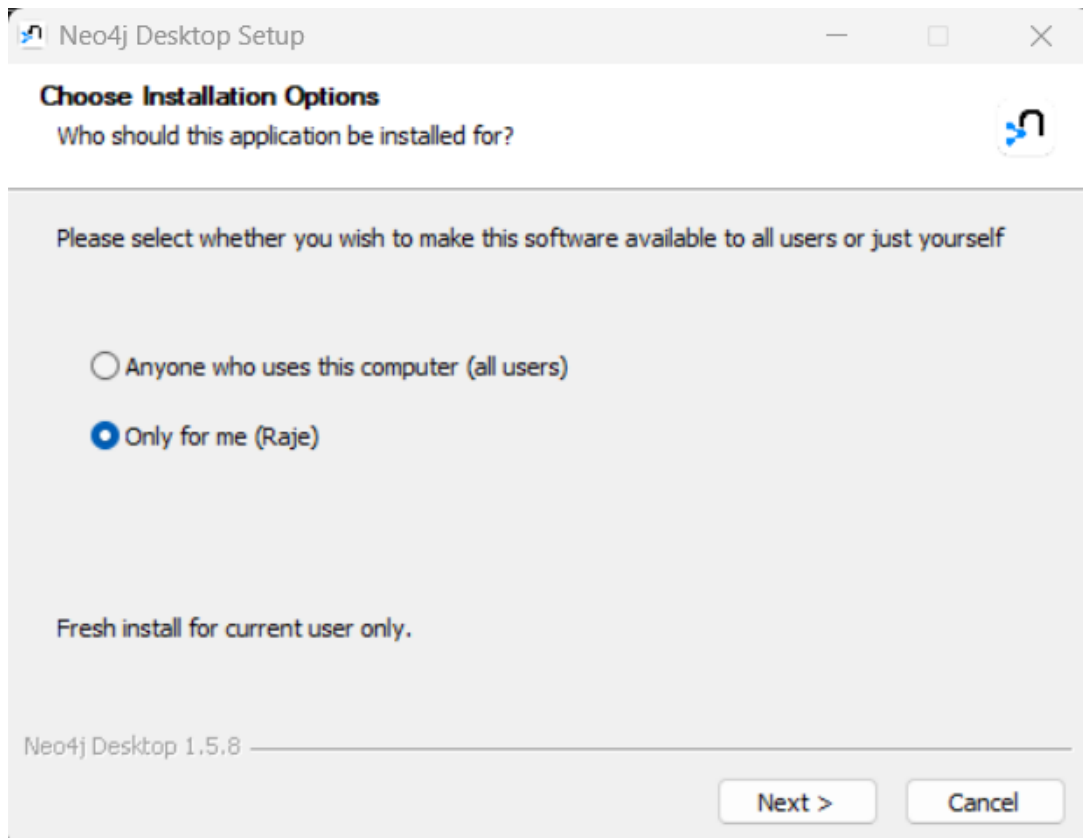 Neo4j Desktop Setup
Choose Installation Options
Who should this application be installed for?
Please select whether you wish to make this software available to all users or just yourself
Anyone who uses this computer (all users)
Only for me (Raje)
Fresh install for current user only.
Neo4j Desktop 1.5.8
Next > Cancel